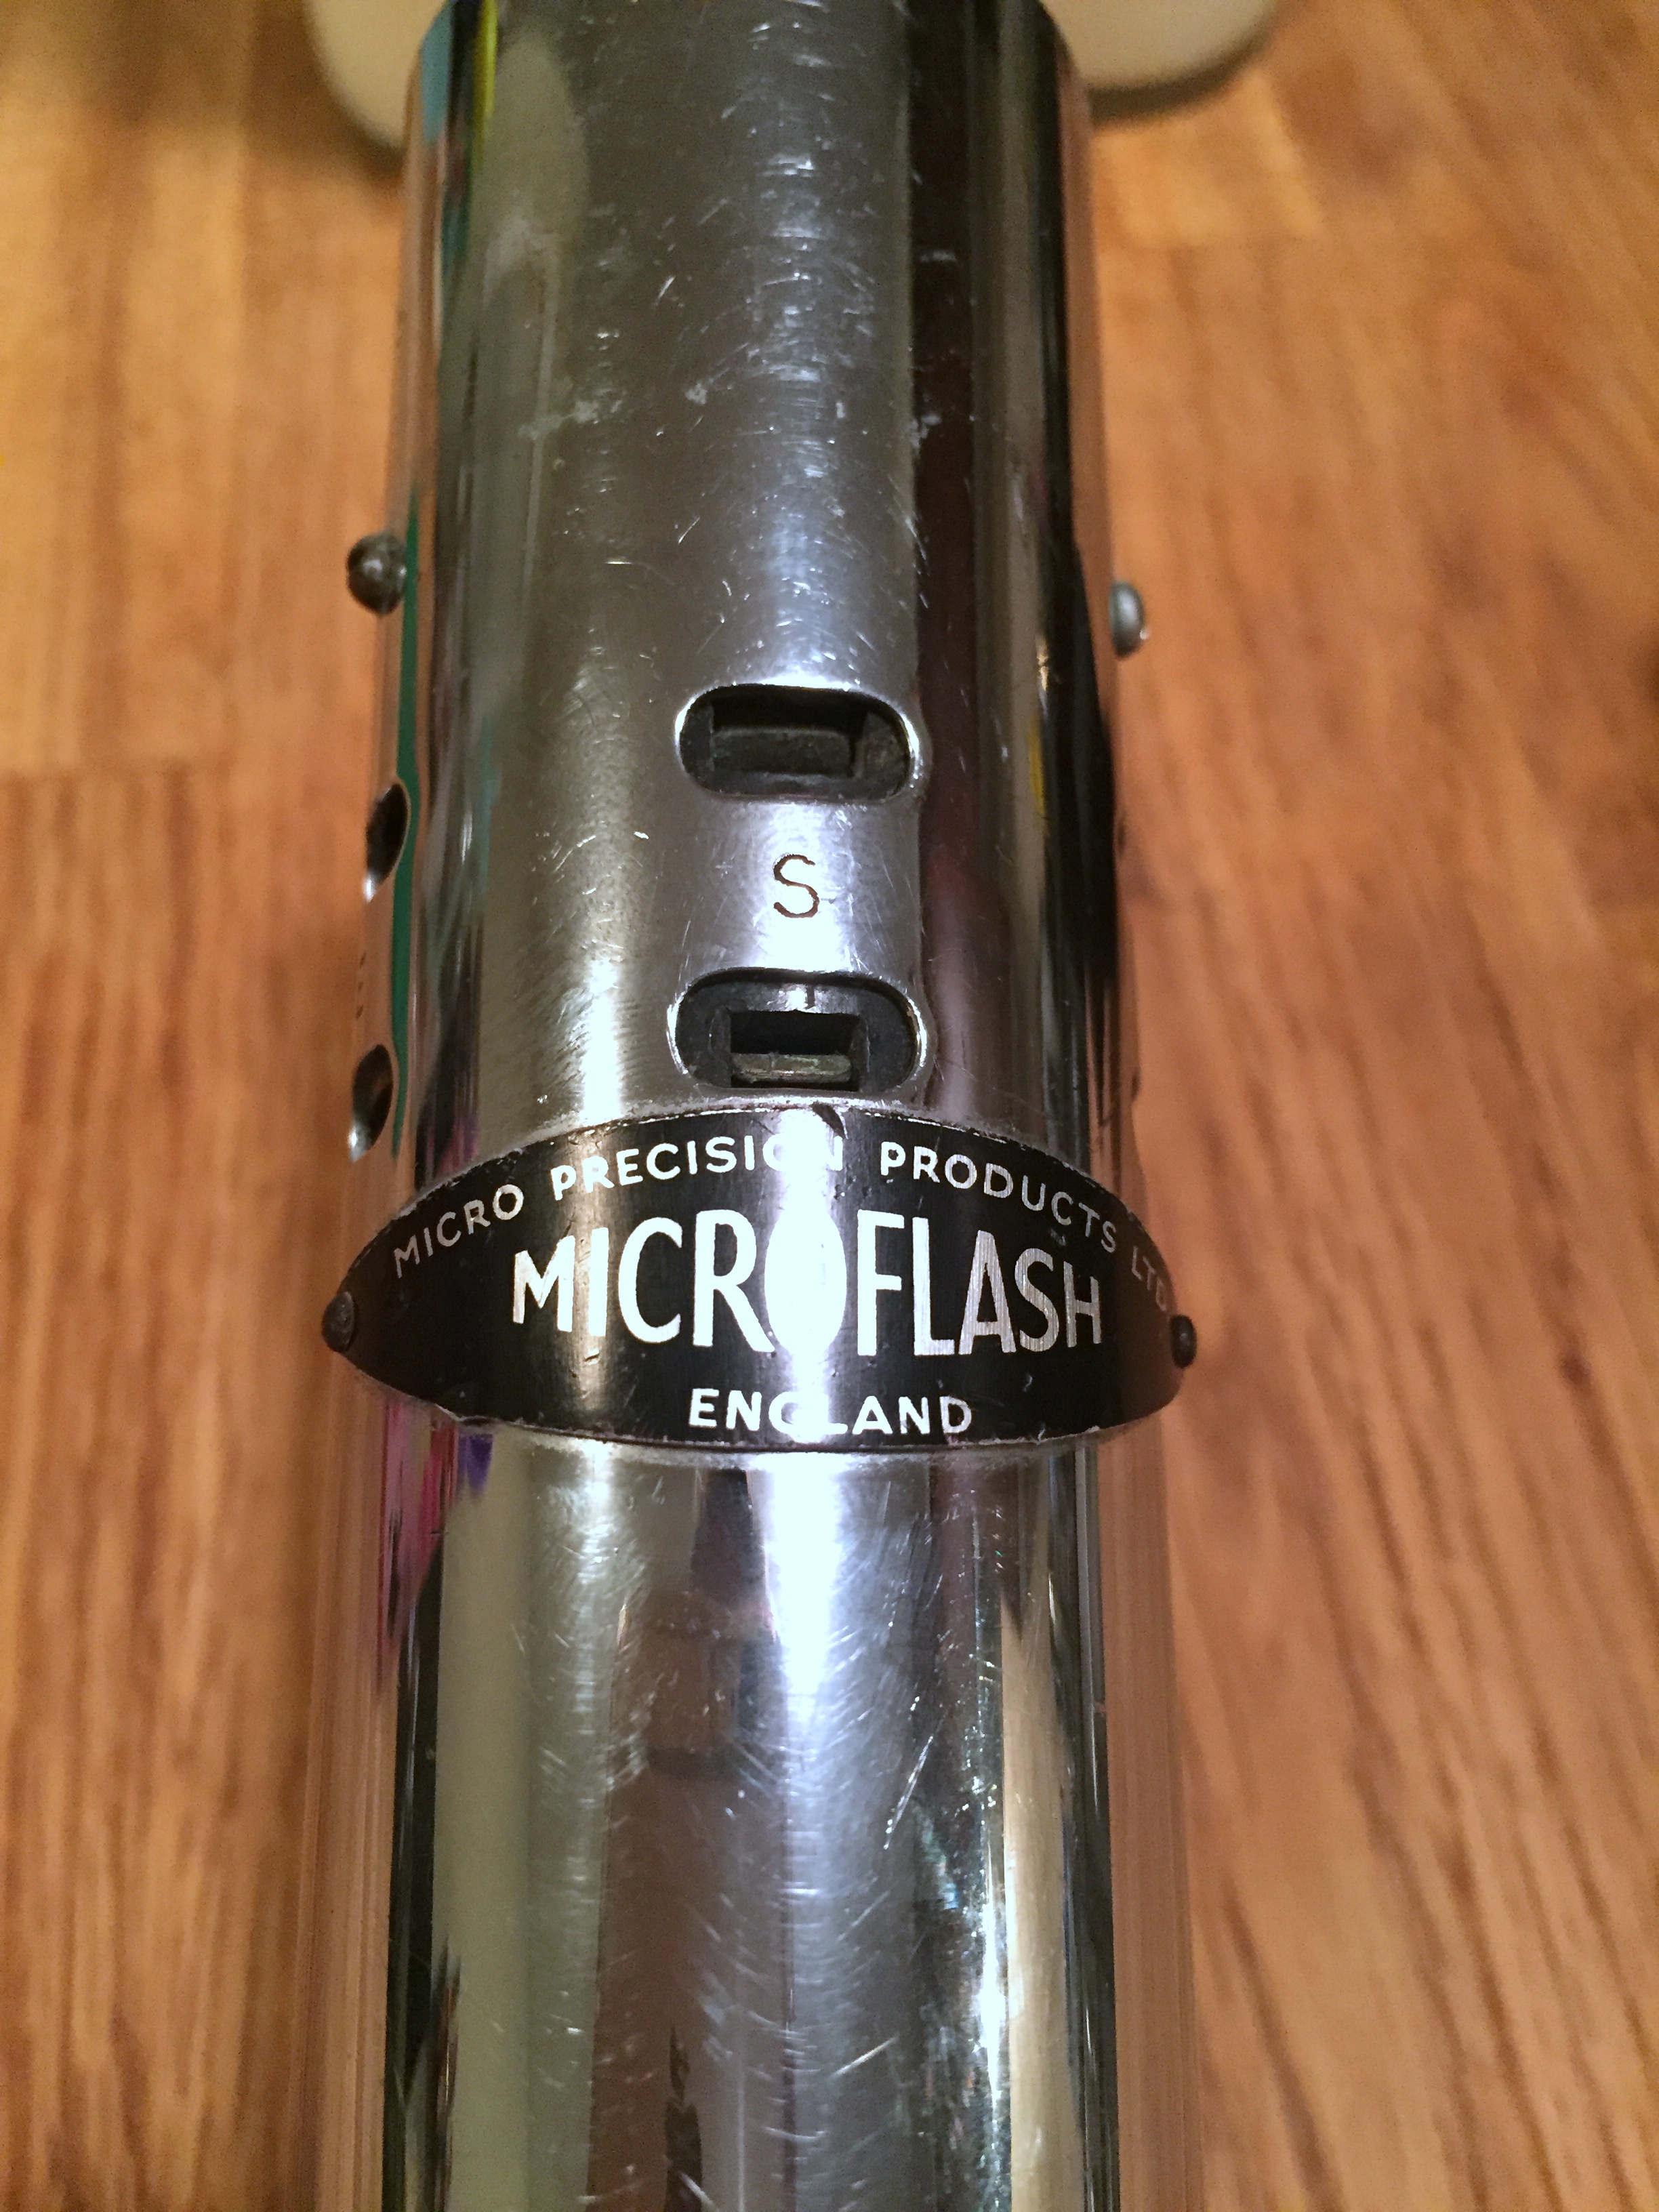 S
MICRO PRECISION PRODUCTS LTD
MICROFLASH
ENGLAND